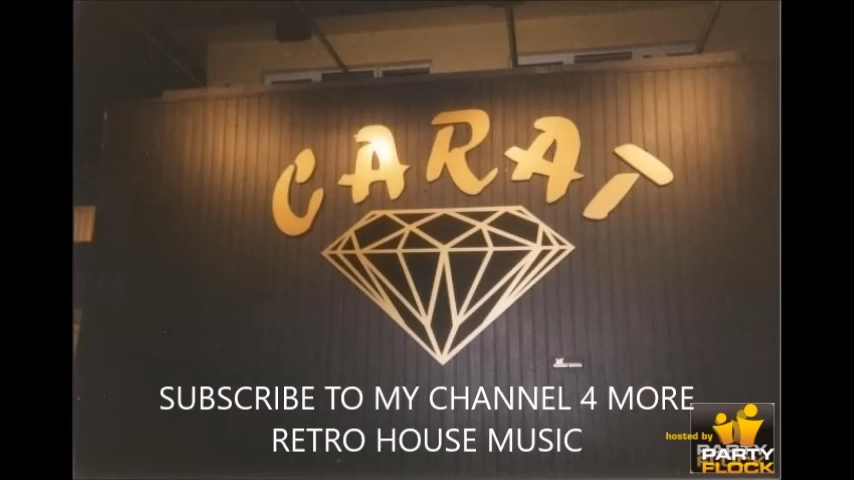 CARAT
SUBSCRIBE TO MY CHANNEL 4 MORE
RETRO HOUSE MUSIC
hosted by
PARTY
FLOCK